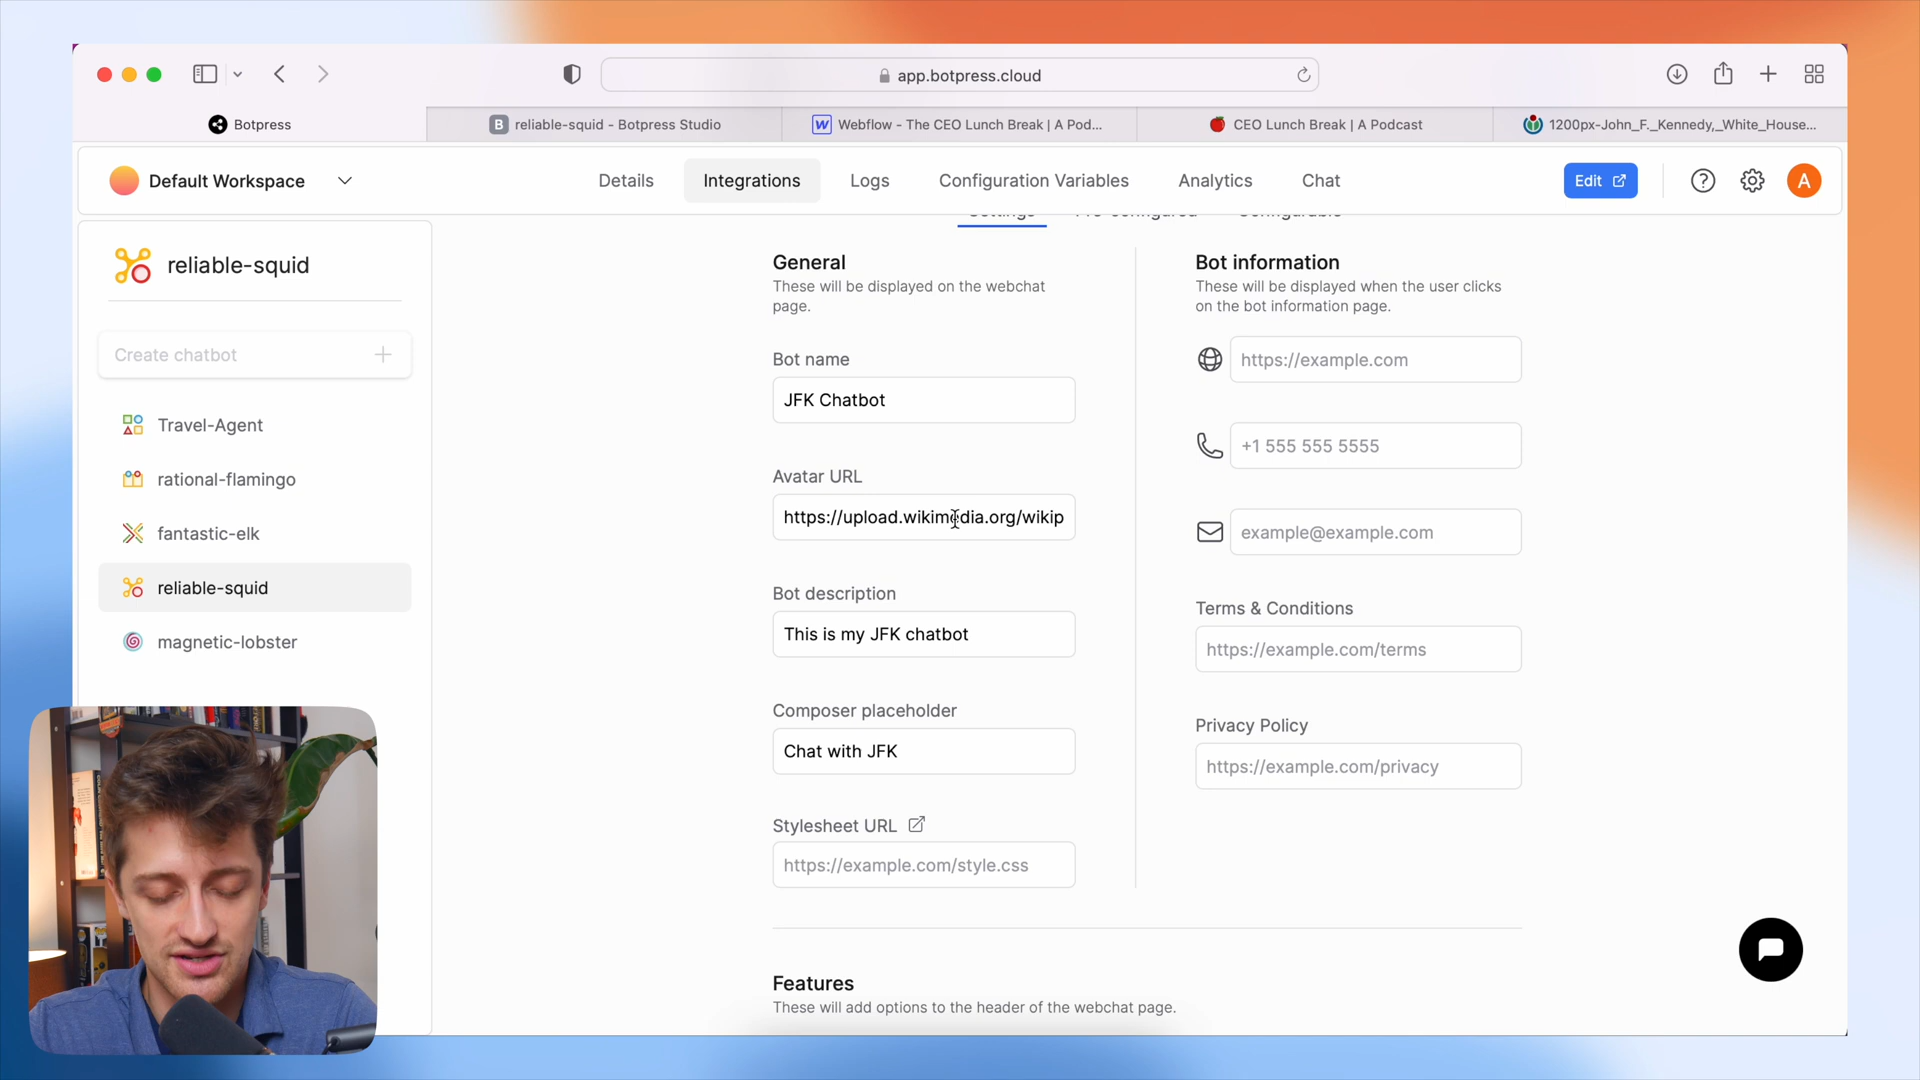 app.botpress.cloud
Botpress
B reliable-squid - Botpress Studio
W Webflow - The CEO Lunch Break | A Pod...
CEO Lunch Break | A Podcast
1200px-John_F._Kennedy,_White_House...
Default Workspace
Details
Integrations
Logs
Configuration Variables
Analytics
Chat
Edit
A
Settings
Pre-configured
Configurable
reliable-squid
Create chatbot
Travel-Agent
rational-flamingo
fantastic-elk
reliable-squid
magnetic-lobster
General
These will be displayed on the webchat
page.
Bot name
JFK Chatbot
Avatar URL
https://upload.wikimedia.org/wikip
Bot description
This is my JFK chatbot
Composer placeholder
Chat with JFK
Stylesheet URL
https://example.com/style.css
Bot information
These will be displayed when the user clicks
on the bot information page.
https://example.com
+1 555 555 5555
example@example.com
Terms & Conditions
https://example.com/terms
Privacy Policy
https://example.com/privacy
Features
These will add options to the header of the webchat page.